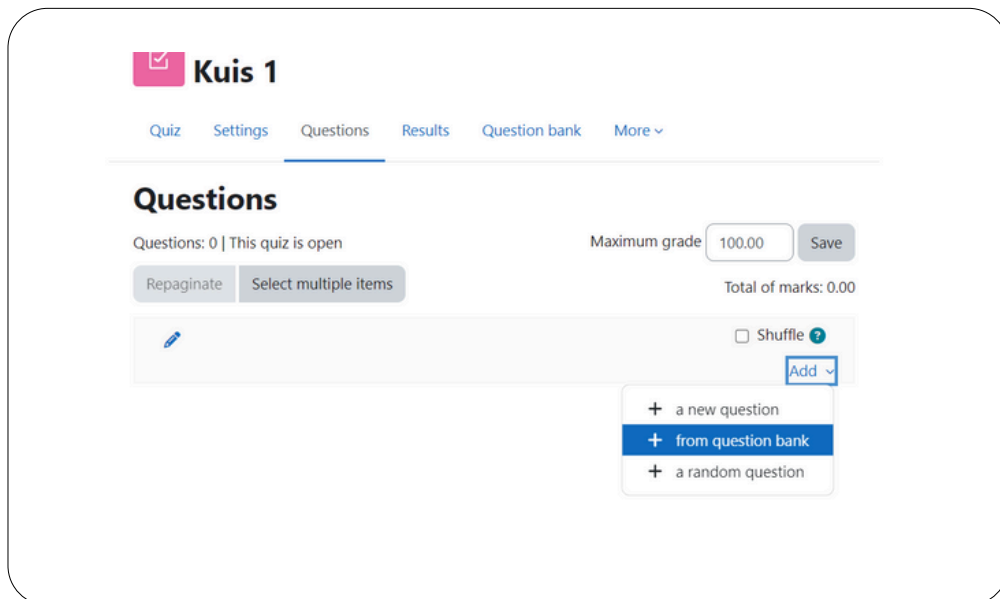 Kuis 1
Quiz Settings Questions Results Question bank More
Questions
Questions: 0 | This quiz is open
Maximum grade 100.00 Save
Repaginate Select multiple items
Total of marks: 0.00
Shuffle ?
Add
+ a new question
+ from question bank
+ a random question